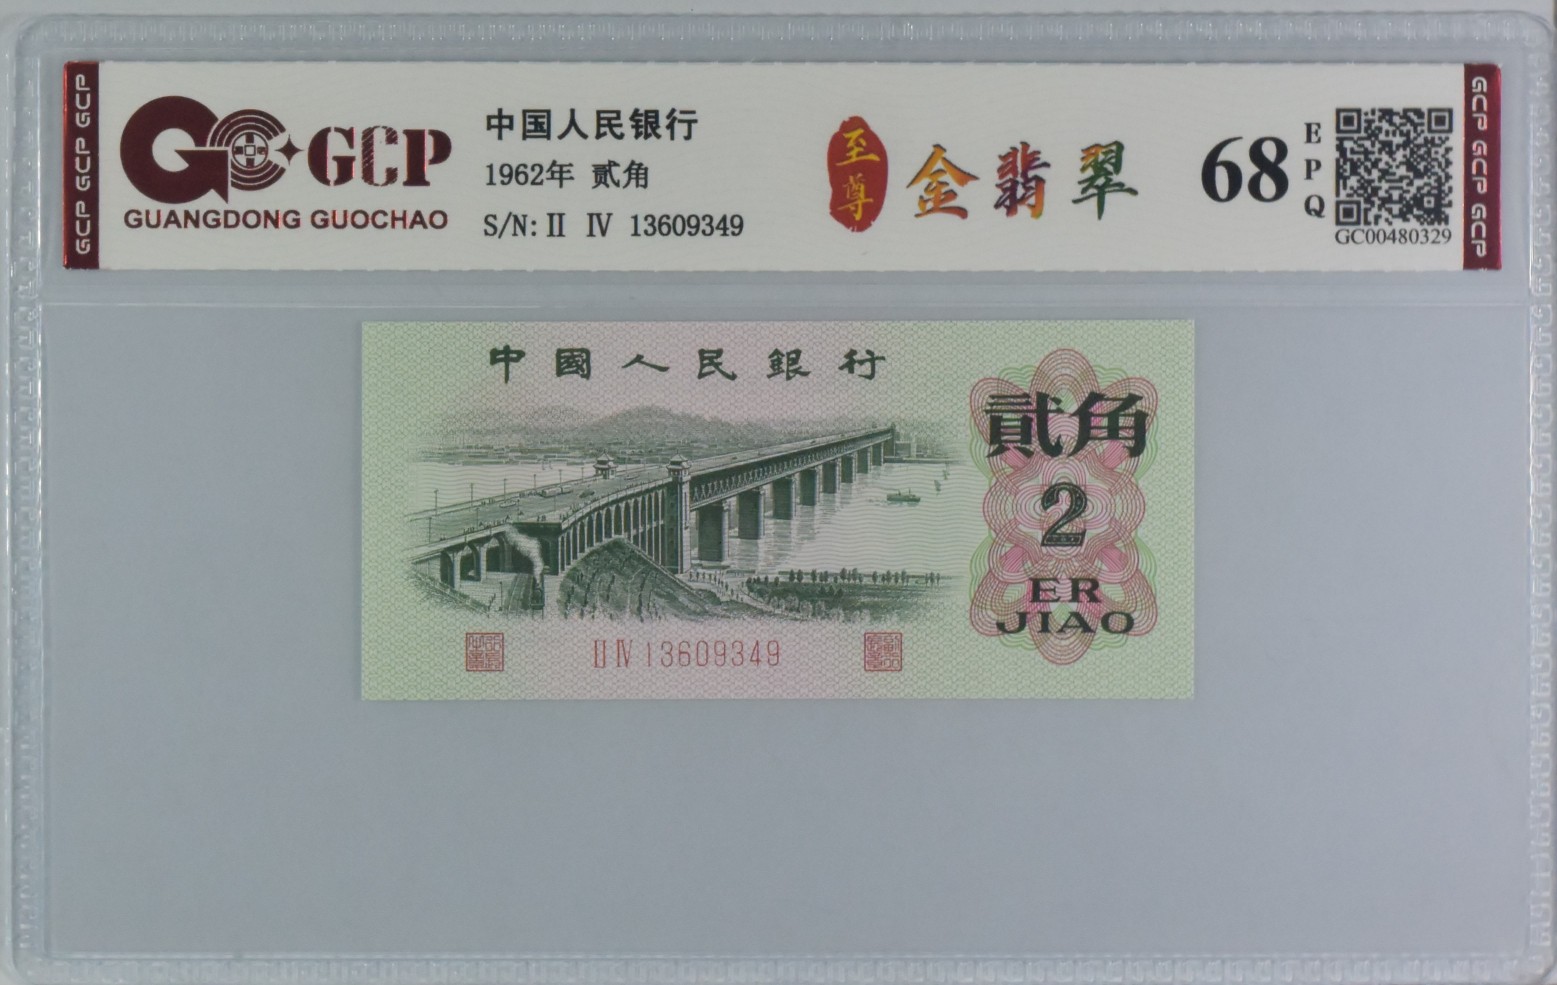 GCP GCP GCP
GCP
GUANGDONG GUOCHAO
中国人民银行
1962年 贰角
S/N: II IV 13609349
至尊
金翡翠
68
EPQ
GC00480329
GCP GCP GCP
中國人民銀行
貳角
2
ER
JIAO
II IV 13609349